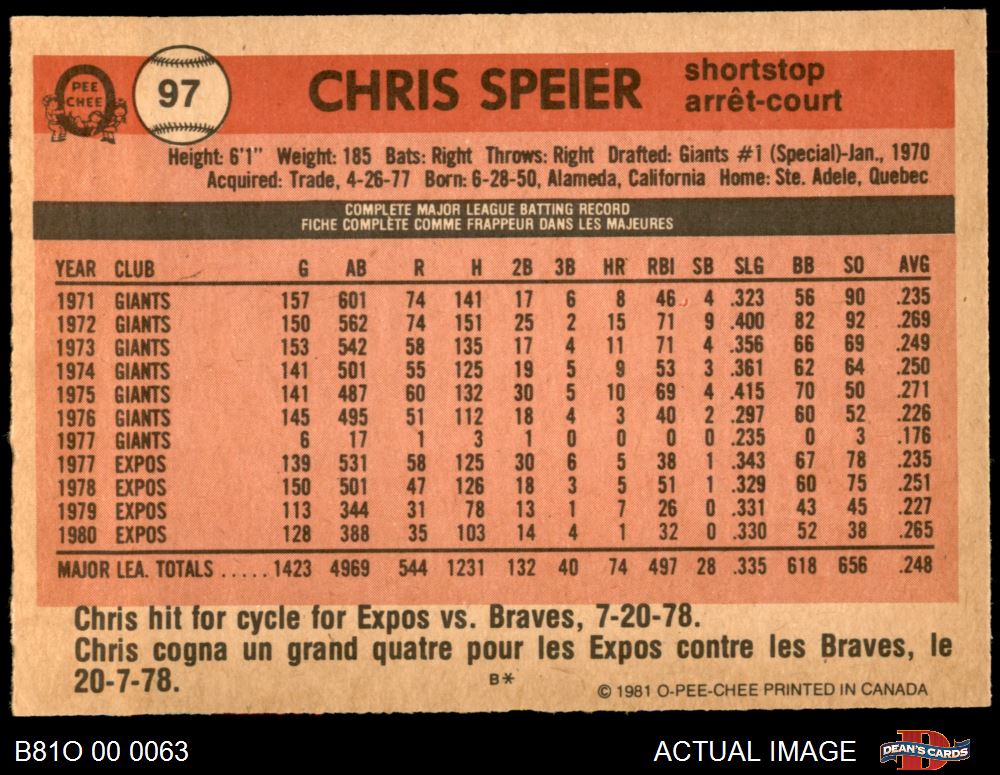 PEE
CHEE
97
CHRIS SPEIER
shortstop
arrêt-court
Height: 6'1" Weight: 185 Bats: Right Throws: Right Drafted: Giants #1 (Special)-Jan., 1970
Acquired: Trade, 4-26-77 Born: 6-28-50, Alameda, California Home: Ste. Adele, Quebec
COMPLETE MAJOR LEAGUE BATTING RECORD
FICHE COMPLÈTE COMME FRAPPEUR DANS LES MAJEURES
YEAR CLUB G AB R H 2B 3B HR RBI SB SLG BB SO AVG
1971 GIANTS 157 601 74 141 17 6 8 46 4 .323 56 90 .235
1972 GIANTS 150 562 74 151 25 2 15 71 9 .400 82 92 .269
1973 GIANTS 153 542 58 135 17 4 11 71 4 .356 66 69 .249
1974 GIANTS 141 501 55 125 19 5 9 53 3 .361 62 64 .250
1975 GIANTS 141 487 60 132 30 5 10 69 4 .415 70 50 .271
1976 GIANTS 145 495 51 112 18 4 3 40 2 .297 60 52 .226
1977 GIANTS 6 17 1 3 1 0 0 0 0 .235 0 3 .176
1977 EXPOS 139 531 58 125 30 6 5 38 1 .343 67 78 .235
1978 EXPOS 150 501 47 126 18 3 5 51 1 .329 60 75 .251
1979 EXPOS 113 344 31 78 13 1 7 26 0 .331 43 45 .227
1980 EXPOS 128 388 35 103 14 4 1 32 0 .330 52 38 .265
MAJOR LEA. TOTALS ..... 1423 4969 544 1231 132 40 74 497 28 .335 618 656 .248
Chris hit for cycle for Expos vs. Braves, 7-20-78.
Chris cogna un grand quatre pour les Expos contre les Braves, le
20-7-78.
B*
© 1981 O-PEE-CHEE PRINTED IN CANADA
B81O 00 0063
ACTUAL IMAGE
DEAN'S CARDS